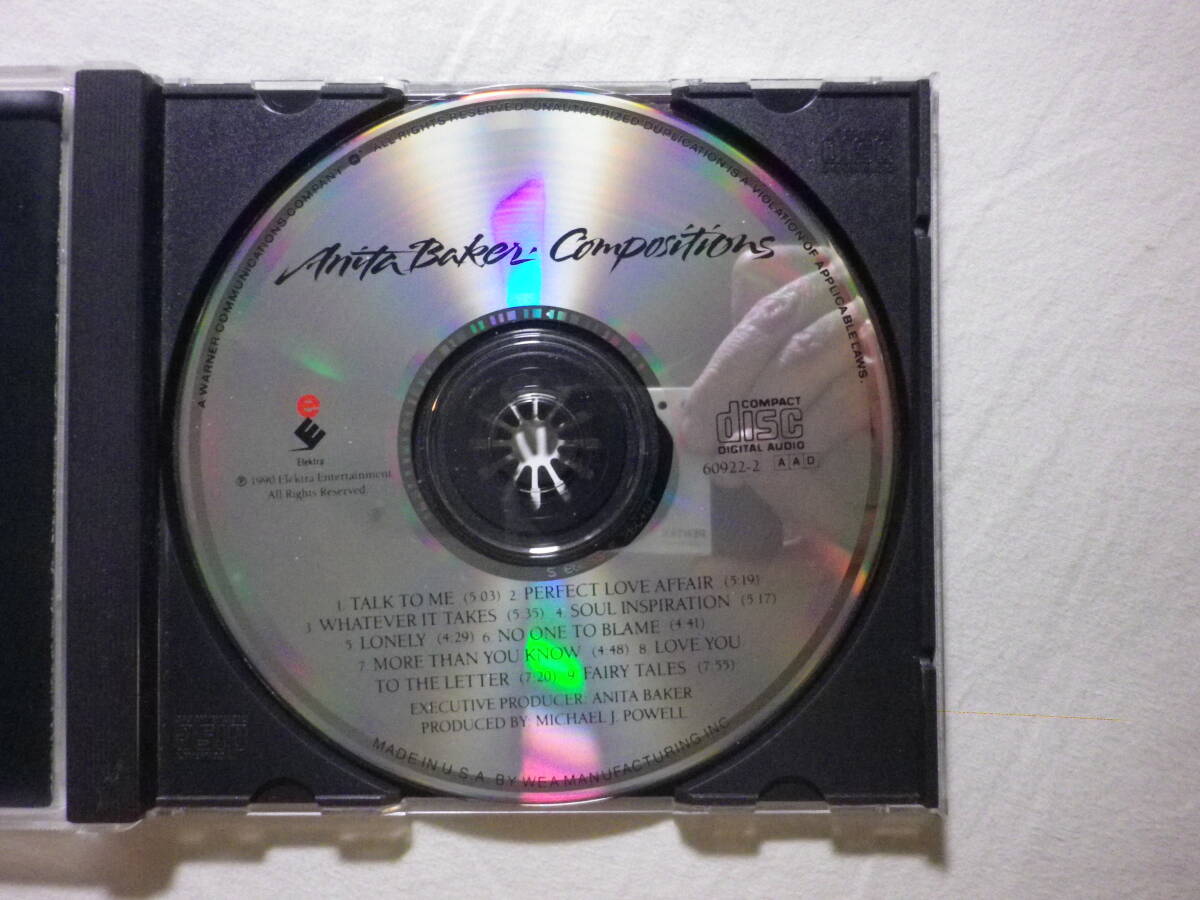 A WARNER COMMUNICATIONS COMPANY ℗ ALL RIGHTS RESERVED. UNAUTHORIZED DUPLICATION IS A VIOLATION OF APPLICABLE LAWS.
Anita Baker. Compositions
e
E
Elektra
℗ 1990 Elektra Entertainment
All Rights Reserved
COMPACT
disc
DIGITAL AUDIO
60922-2 A A D
1. TALK TO ME (5:03) 2 PERFECT LOVE AFFAIR (5:19)
3 WHATEVER IT TAKES (5:35) 4. SOUL INSPIRATION (5:17)
5 LONELY (4:29) 6 NO ONE TO BLAME (4:41)
7 MORE THAN YOU KNOW (4:48) 8 LOVE YOU
TO THE LETTER (7:20) 9 FAIRY TALES (7:55)
EXECUTIVE PRODUCER: ANITA BAKER
PRODUCED BY: MICHAEL J. POWELL
MADE IN U.S.A. BY WEA MANUFACTURING INC.
disc